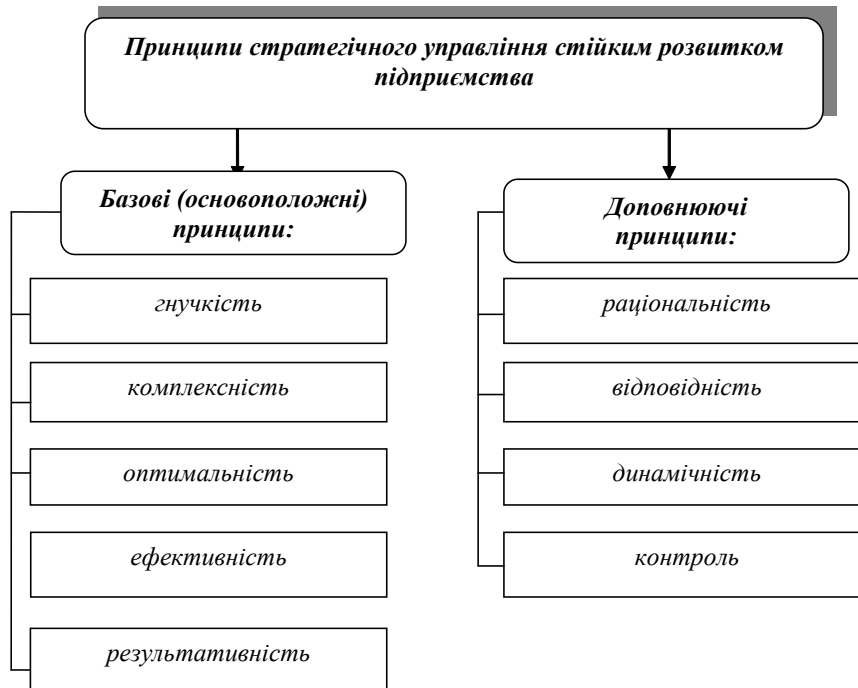 Принципи стратегічного управління стійким розвитком
підприємства
Базові (основоположні)
принципи:
гнучкість
комплексність
оптимальність
ефективність
результативність
Доповнюючі
принципи:
раціональність
відповідність
динамічність
контроль